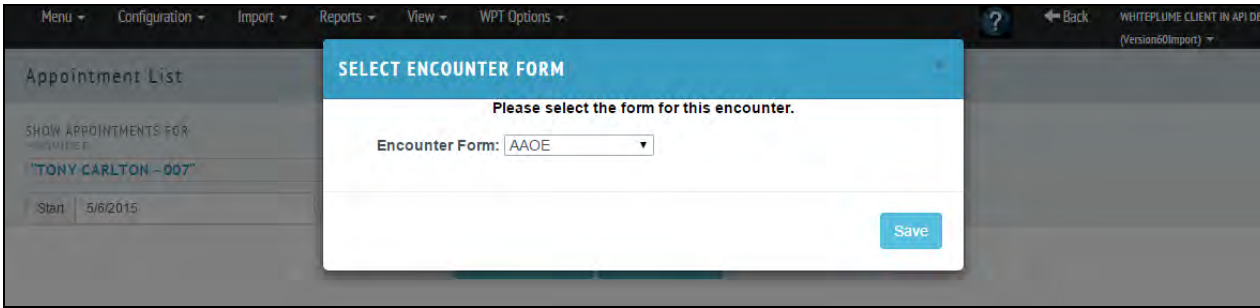 Menu Configuration Import Reports View WPT Options ? Back WHITEPLUME CLIENT IN API DE
(Version60Import)
Appointment List
SELECT ENCOUNTER FORM
Please select the form for this encounter.
SHOW APPOINTMENTS FOR
Encounter Form: AAOE
"TONY CARLTON - 007"
Start 5/6/2015
Save